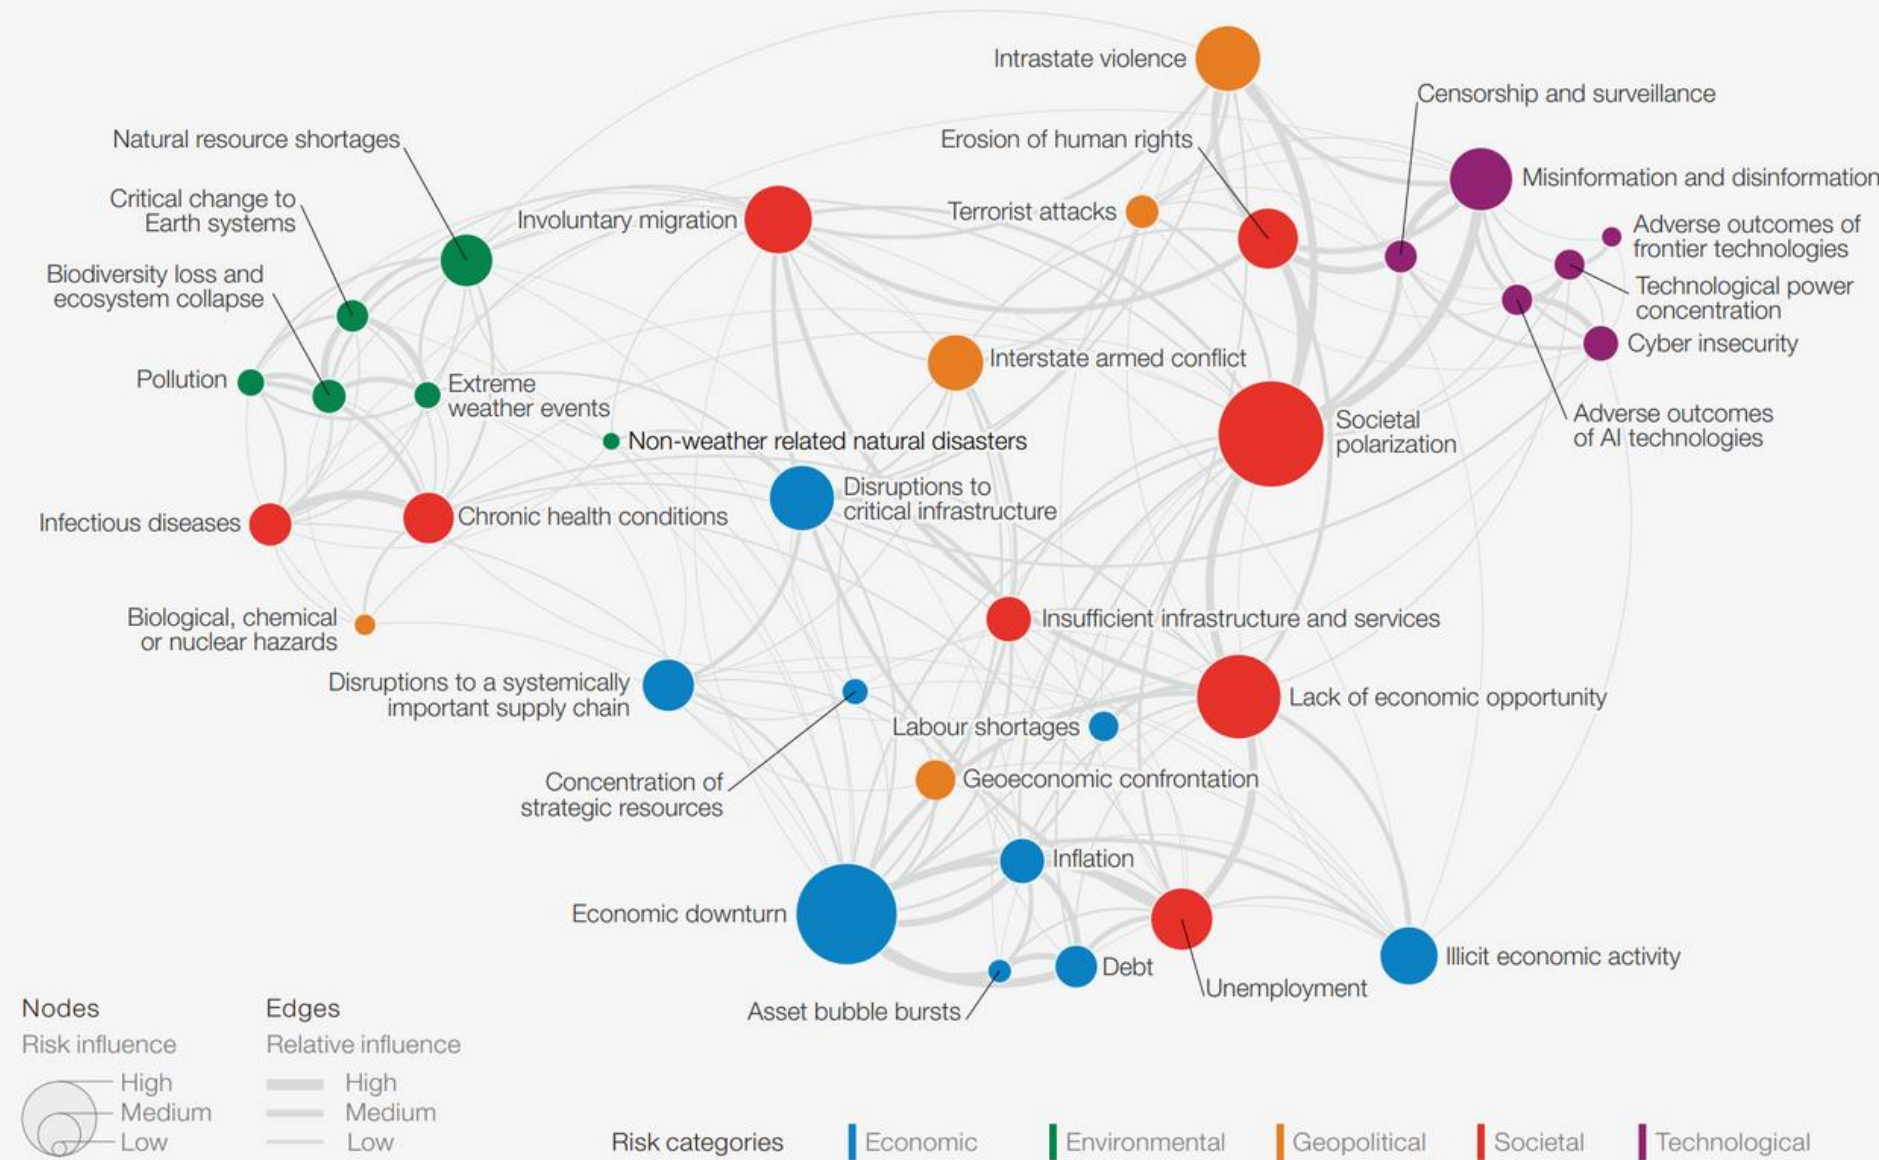 Intrastate violence
Censorship and surveillance
Natural resource shortages
Erosion of human rights
Misinformation and disinformation
Critical change to
Earth systems
Involuntary migration
Terrorist attacks
Adverse outcomes of
frontier technologies
Biodiversity loss and
ecosystem collapse
Technological power
concentration
Cyber insecurity
Interstate armed conflict
Pollution
Extreme
weather events
Societal
polarization
Adverse outcomes
of AI technologies
Non-weather related natural disasters
Disruptions to
critical infrastructure
Infectious diseases
Chronic health conditions
Biological, chemical
or nuclear hazards
Insufficient infrastructure and services
Disruptions to a systemically
important supply chain
Lack of economic opportunity
Labour shortages
Concentration of
strategic resources
Geoeconomic confrontation
Inflation
Economic downturn
Debt
Illicit economic activity
Unemployment
Asset bubble bursts
Nodes
Risk influence
High
Medium
Low
Edges
Relative influence
High
Medium
Low
Risk categories
Economic
Environmental
Geopolitical
Societal
Technological